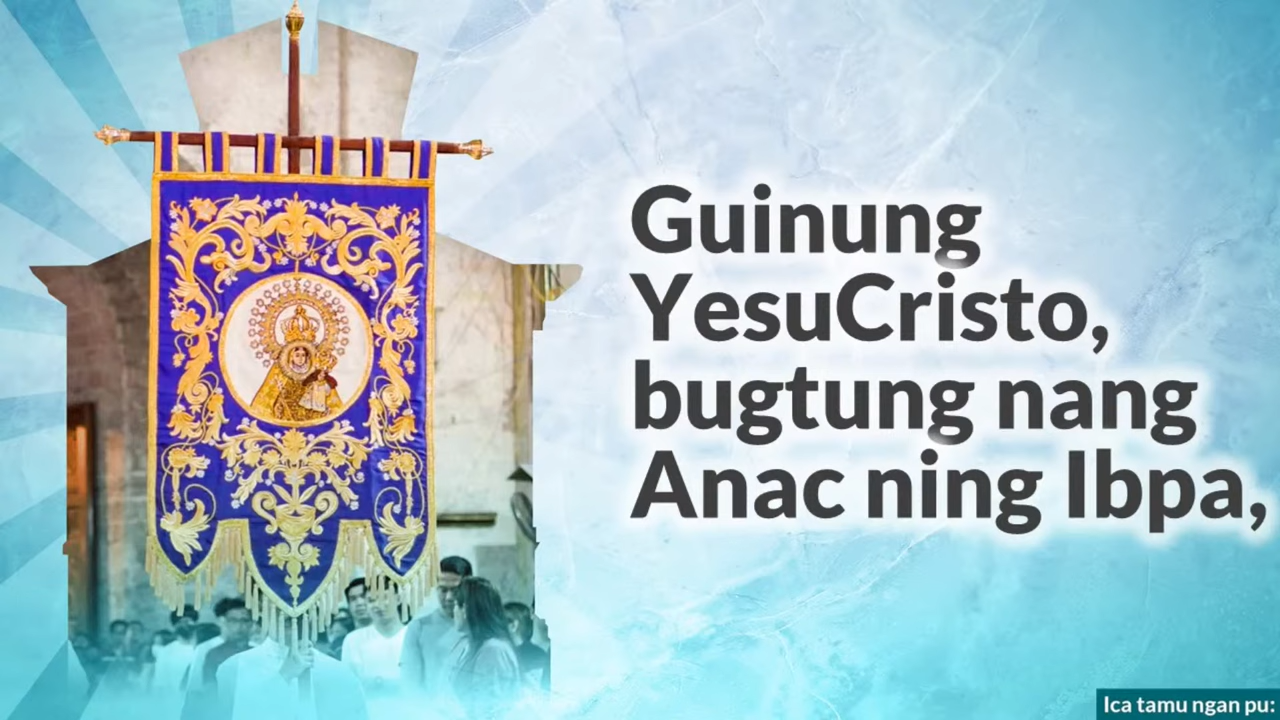 Guinung
YesuCristo,
bugtung nang
Anac ning Ibpa,
Ica tamu ngan pu: